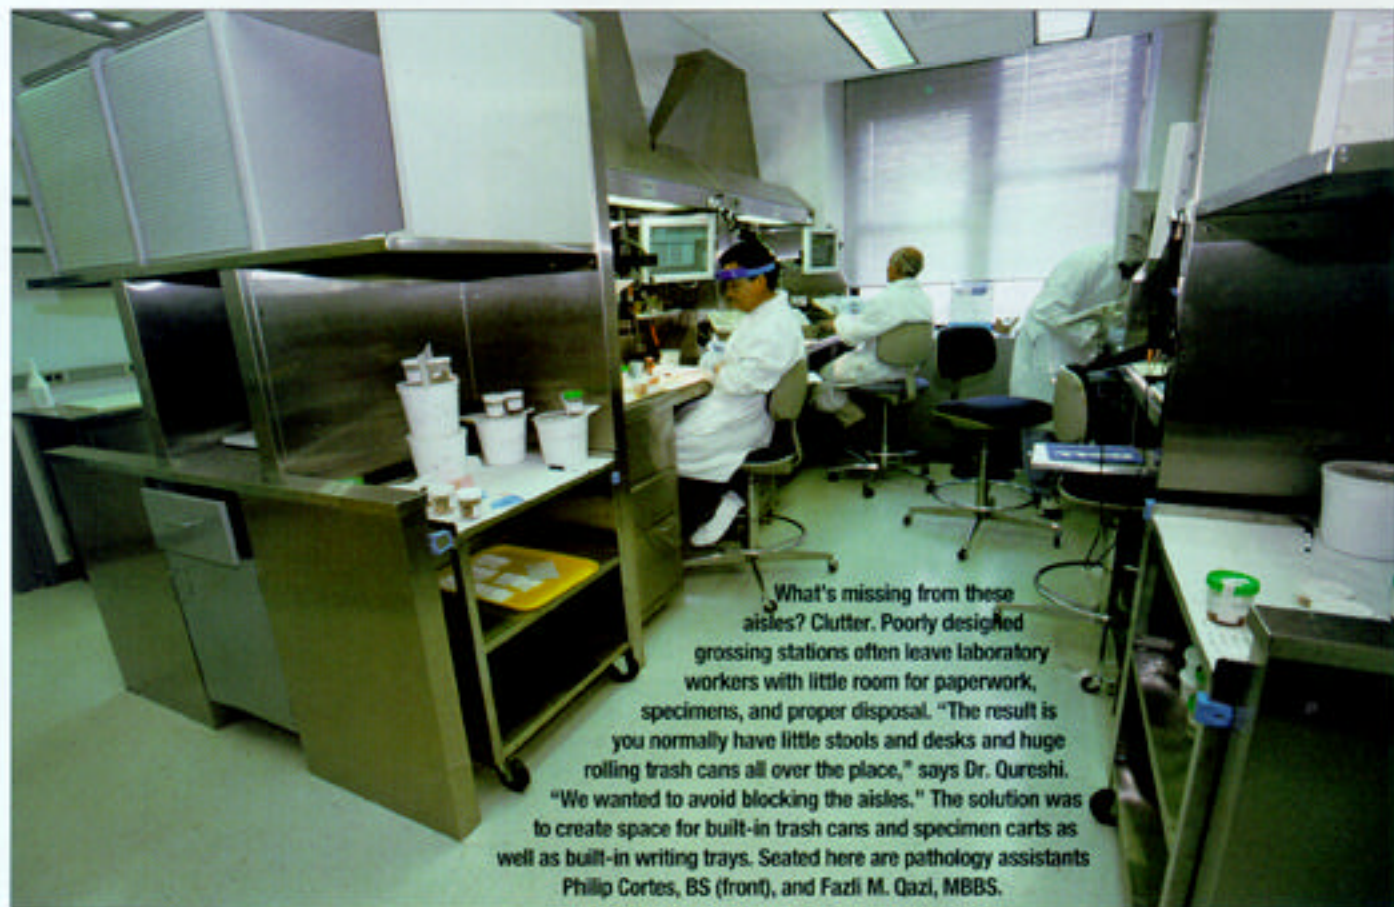 What's missing from these
aisles? Clutter. Poorly designed
grossing stations often leave laboratory
workers with little room for paperwork,
specimens, and proper disposal. "The result is
you normally have little stools and desks and huge
rolling trash cans all over the place," says Dr. Qureshi.
"We wanted to avoid blocking the aisles." The solution was
to create space for built-in trash cans and specimen carts as
well as built-in writing trays. Seated here are pathology assistants
Philip Cortes, BS (front), and Fazli M. Qazi, MBBS.